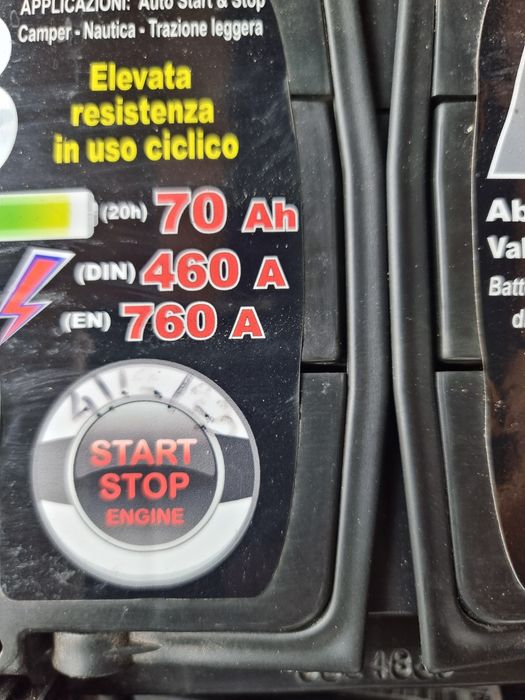 APPLICAZIONI: Auto Start & Stop
Camper - Nautica - Trazione leggera
Elevata
resistenza
in uso ciclico
(20h) 70 Ah
(DIN) 460 A
(EN) 760 A
START
STOP
ENGINE
Ab
Val
Batt
d